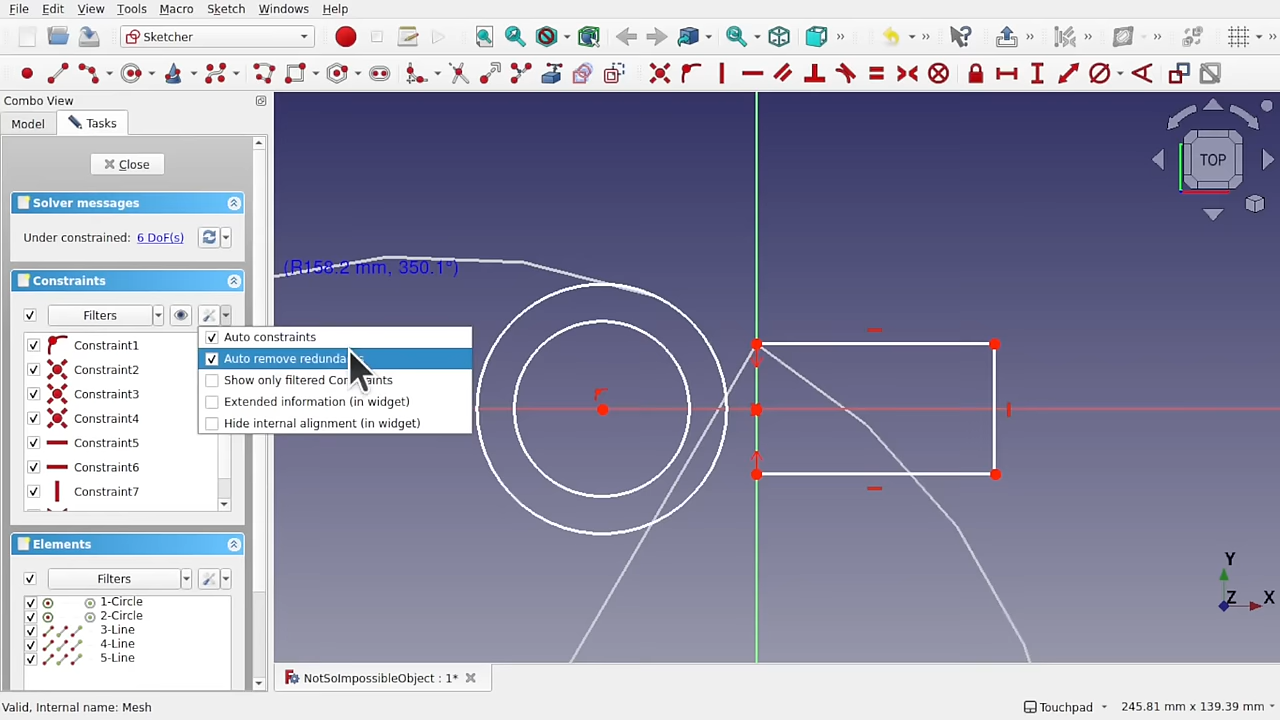 File Edit View Tools Macro Sketch Windows Help
Sketcher
Combo View
Model Tasks
Close
Solver messages
Under constrained: 6 DoF(s)
Constraints
Filters
Constraint1
Constraint2
Constraint3
Constraint4
Constraint5
Constraint6
Constraint7
Auto constraints
Auto remove
Show only filtered Constraints
Extended information (in widget)
Hide internal alignment (in widget)
Elements
Filters
1-Circle
2-Circle
3-Line
4-Line
5-Line
(R158.2 mm, 350.1°)
TOP
Y
Z X
NotSoImpossibleObject : 1*
Valid, Internal name: Mesh
Touchpad 245.81 mm x 139.39 mm